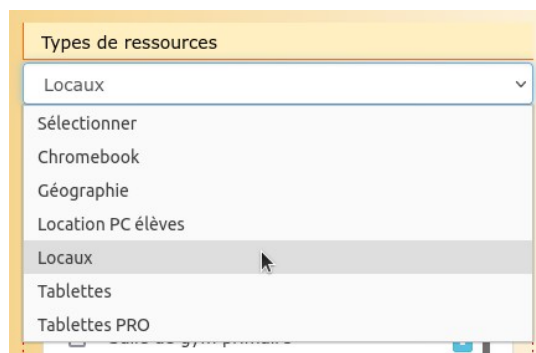 Types de ressources
Locaux
Sélectionner
Chromebook
Géographie
Location PC élèves
Locaux
Tablettes
Tablettes PRO